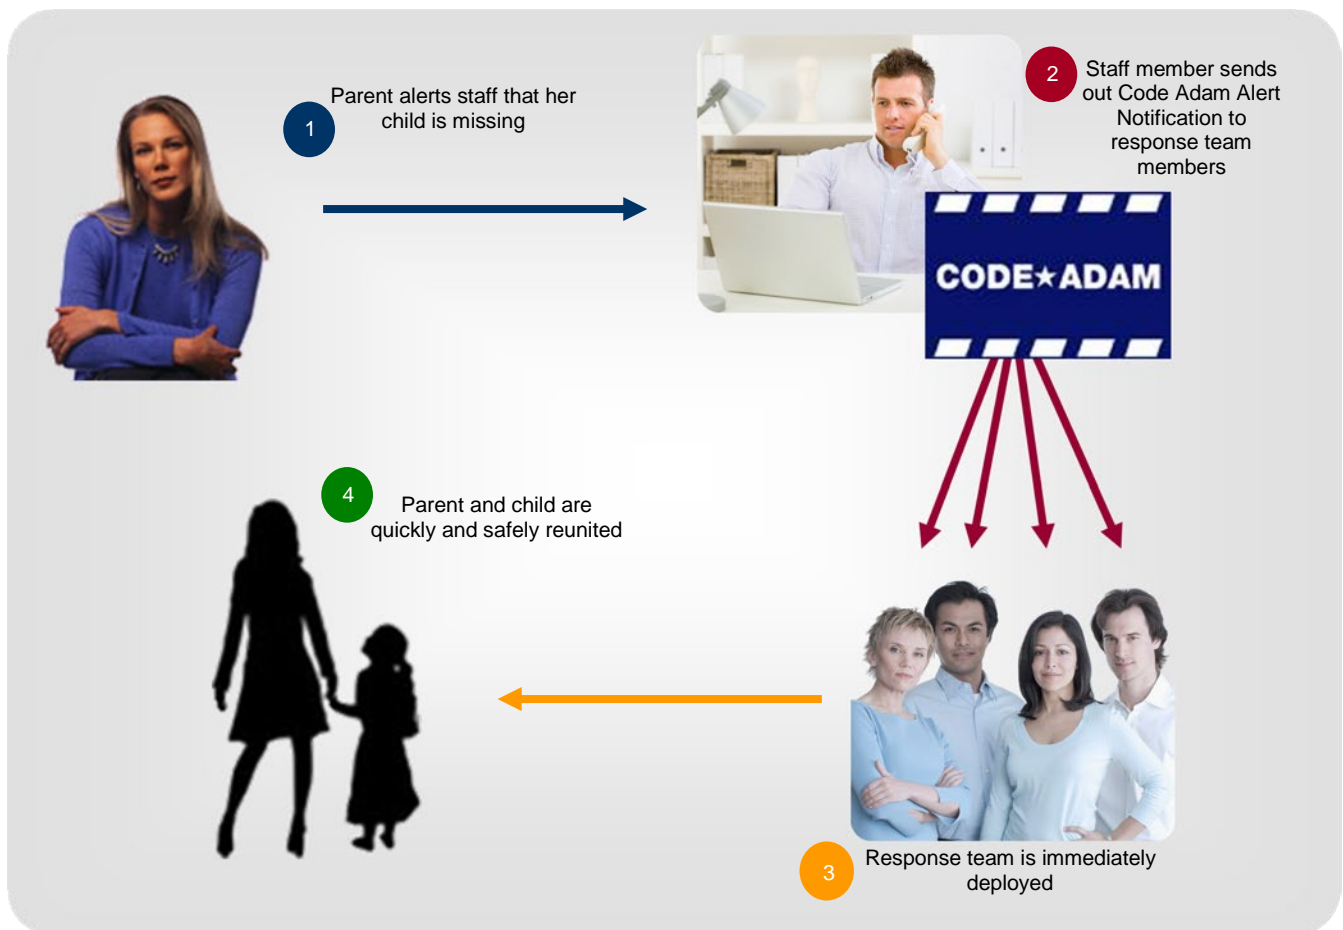 1
Parent alerts staff that her
child is missing
2
Staff member sends
out Code Adam Alert
Notification to
response team
members
CODE★ADAM
4
Parent and child are
quickly and safely reunited
3
Response team is immediately
deployed